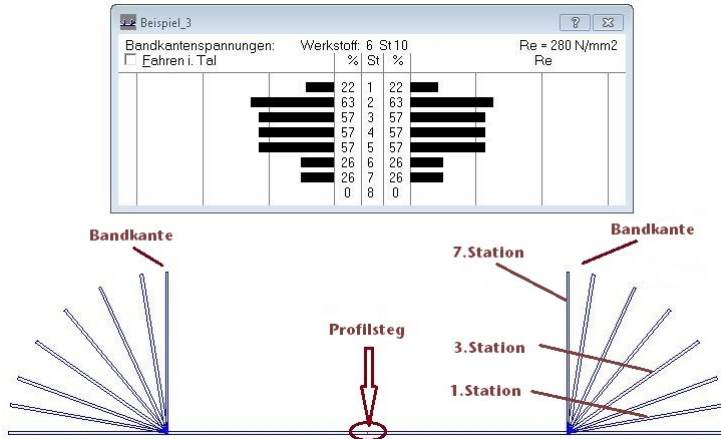 Beispiel_3
Bandkantenspannungen: Werkstoff: 6 St10 Re = 280 N/mm2
Fahren i. Tal % St % Re
22 1 22
63 2 63
57 3 57
57 4 57
57 5 57
26 6 26
26 7 26
0 8 0
Bandkante
Bandkante
7.Station
Profilsteg
3.Station
1.Station